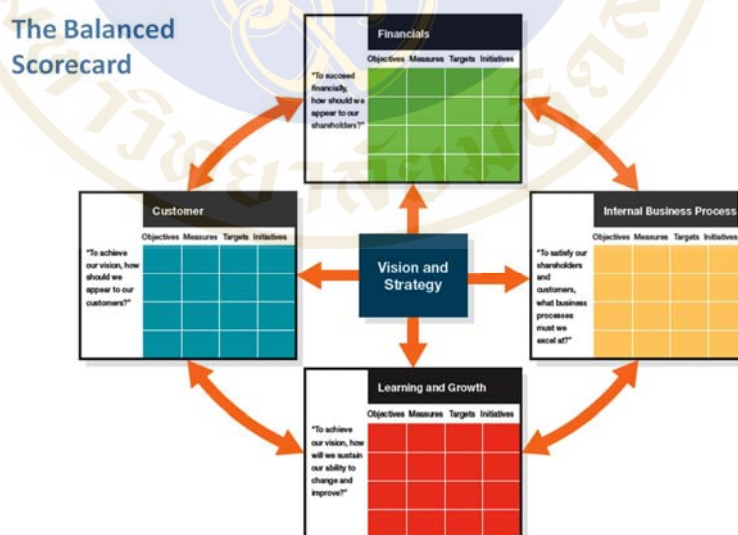 The Balanced
Scorecard
Financials
Objectives Measures Targets Initiatives
"To succeed
financially,
how should we
appear to our
shareholders?"
Customer
Objectives Measures Targets Initiatives
"To achieve
our vision, how
should we
appear to our
customers?"
Vision and
Strategy
Internal Business Process
Objectives Measures Targets Initiatives
"To satisfy our
shareholders
and
customers,
what business
processes
must we
excel at?"
Learning and Growth
Objectives Measures Targets Initiatives
"To achieve
our vision, how
will we sustain
our ability to
change and
improve?"